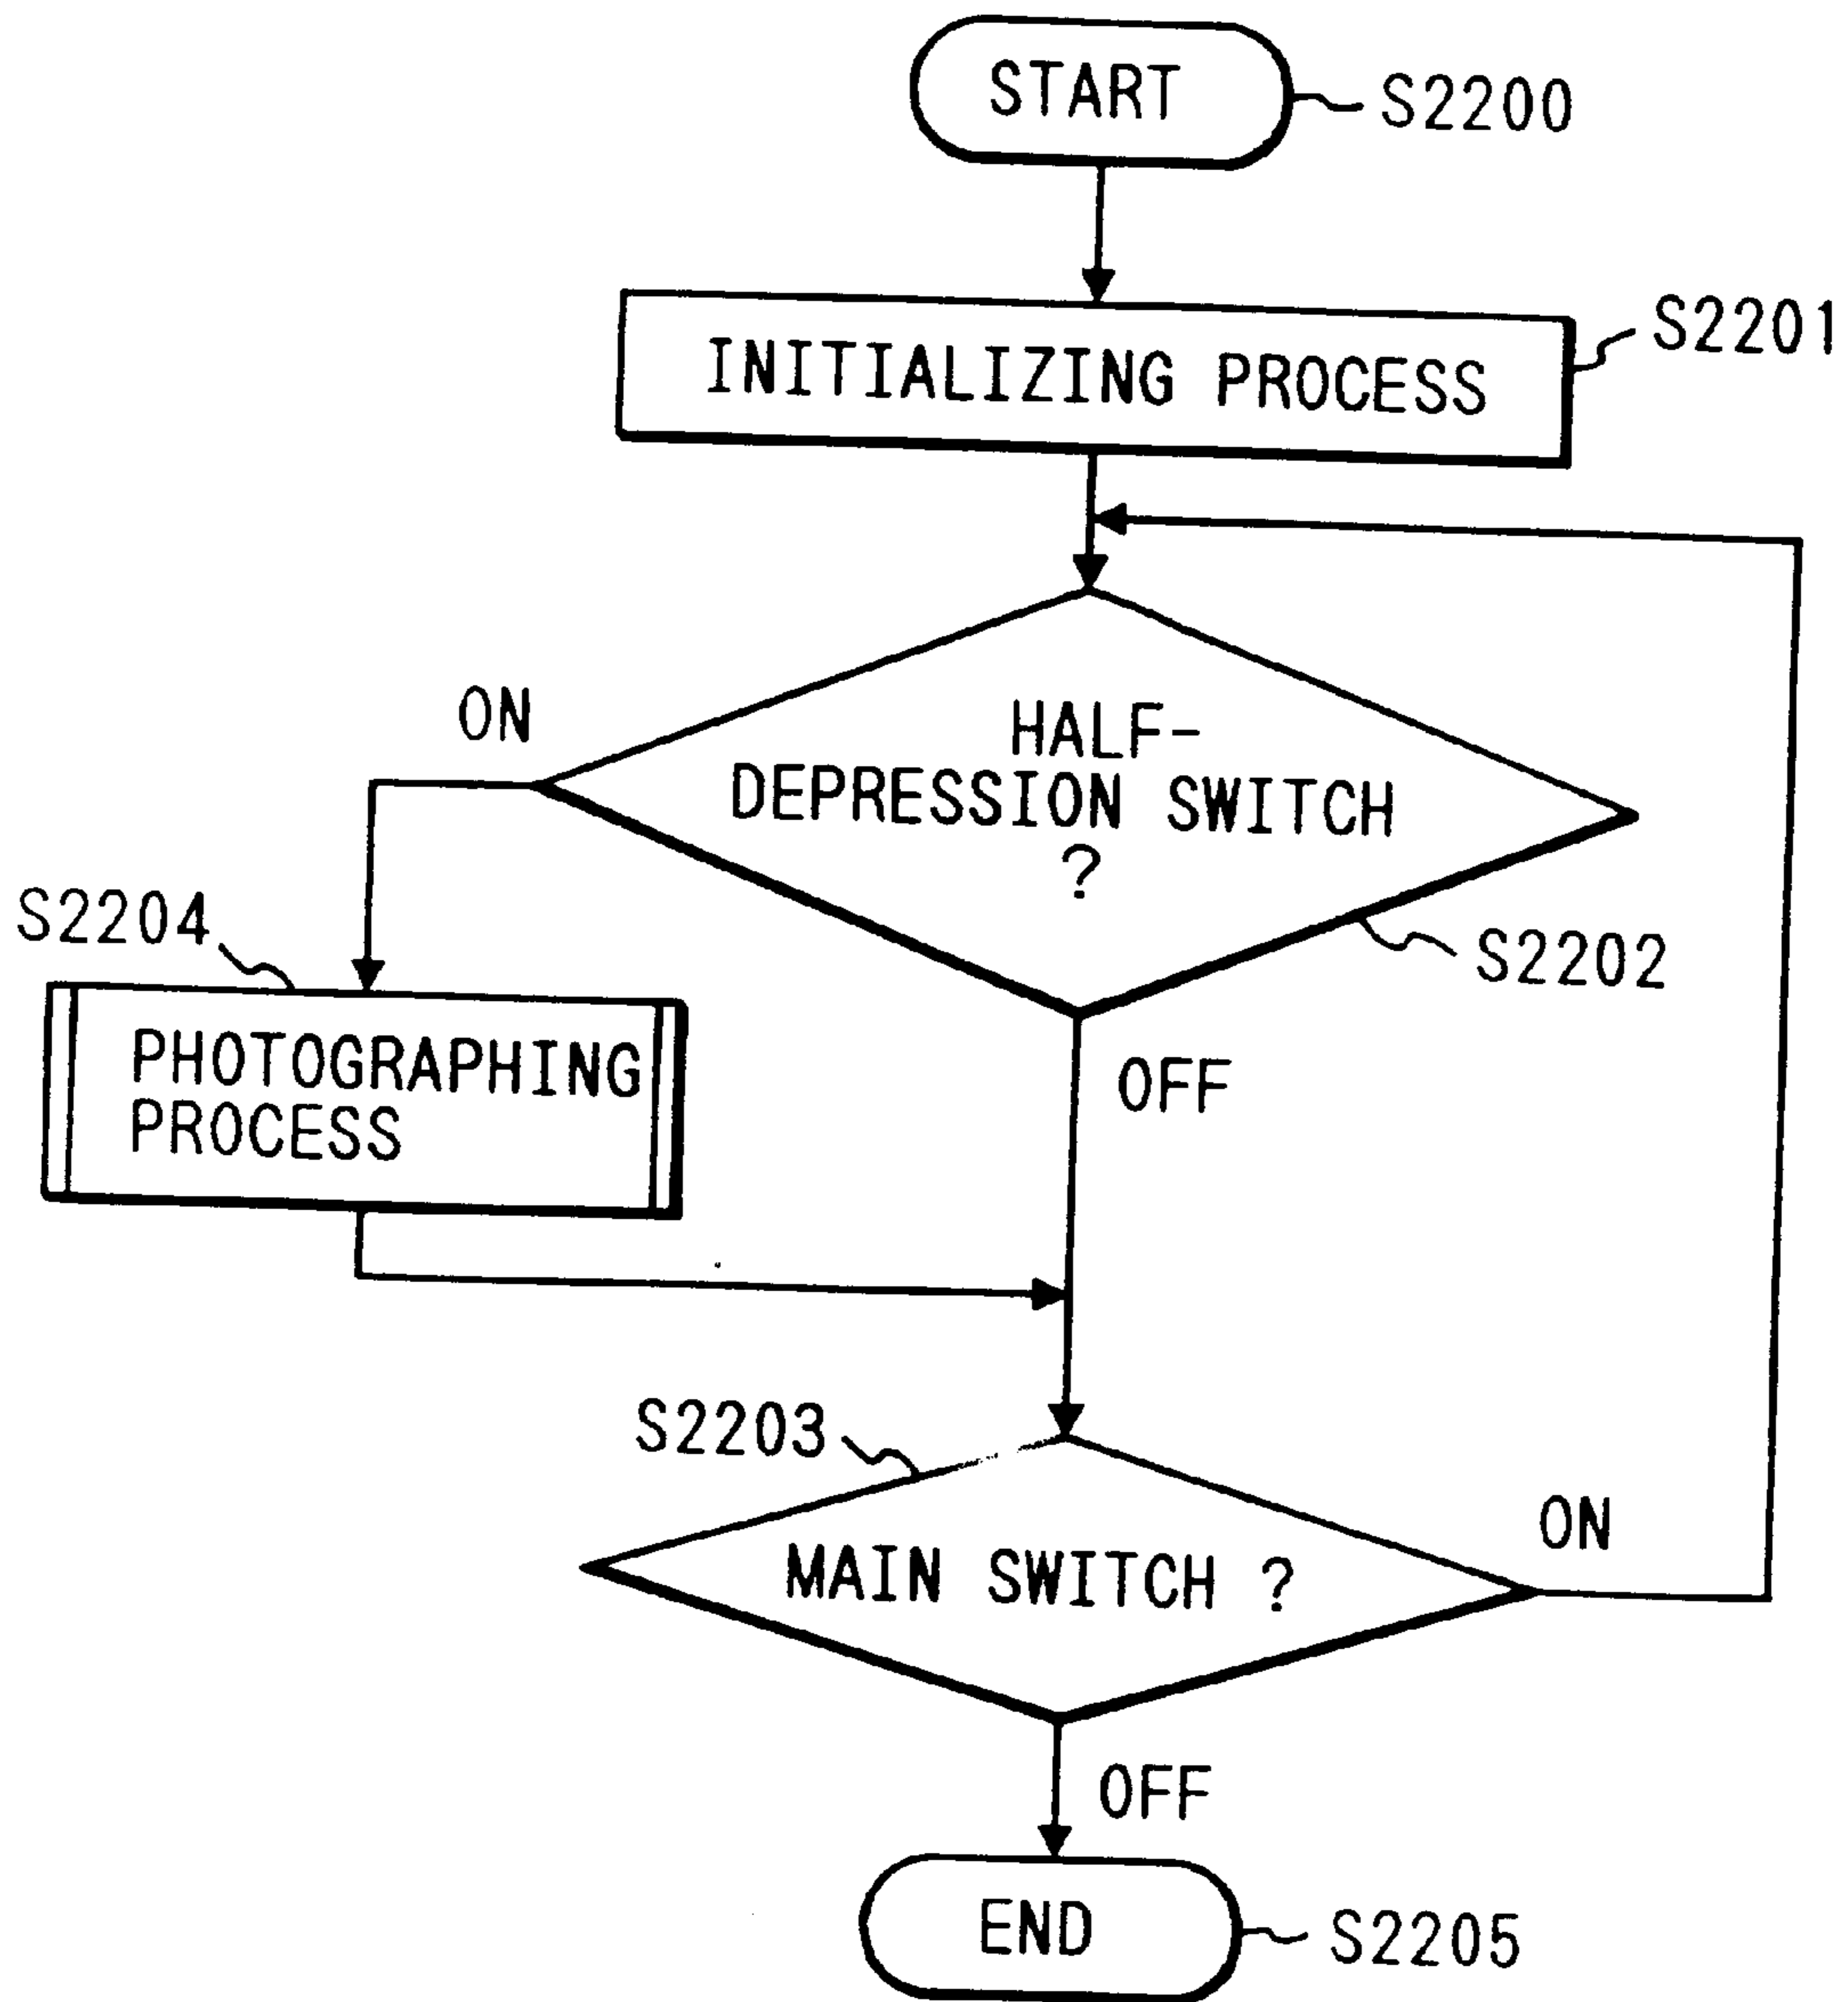 START
S2200
INITIALIZING PROCESS
S2201
ON
HALF-
DEPRESSION SWITCH
?
S2202
S2204
PHOTOGRAPHING
PROCESS
OFF
S2203
MAIN SWITCH ?
ON
OFF
END
S2205